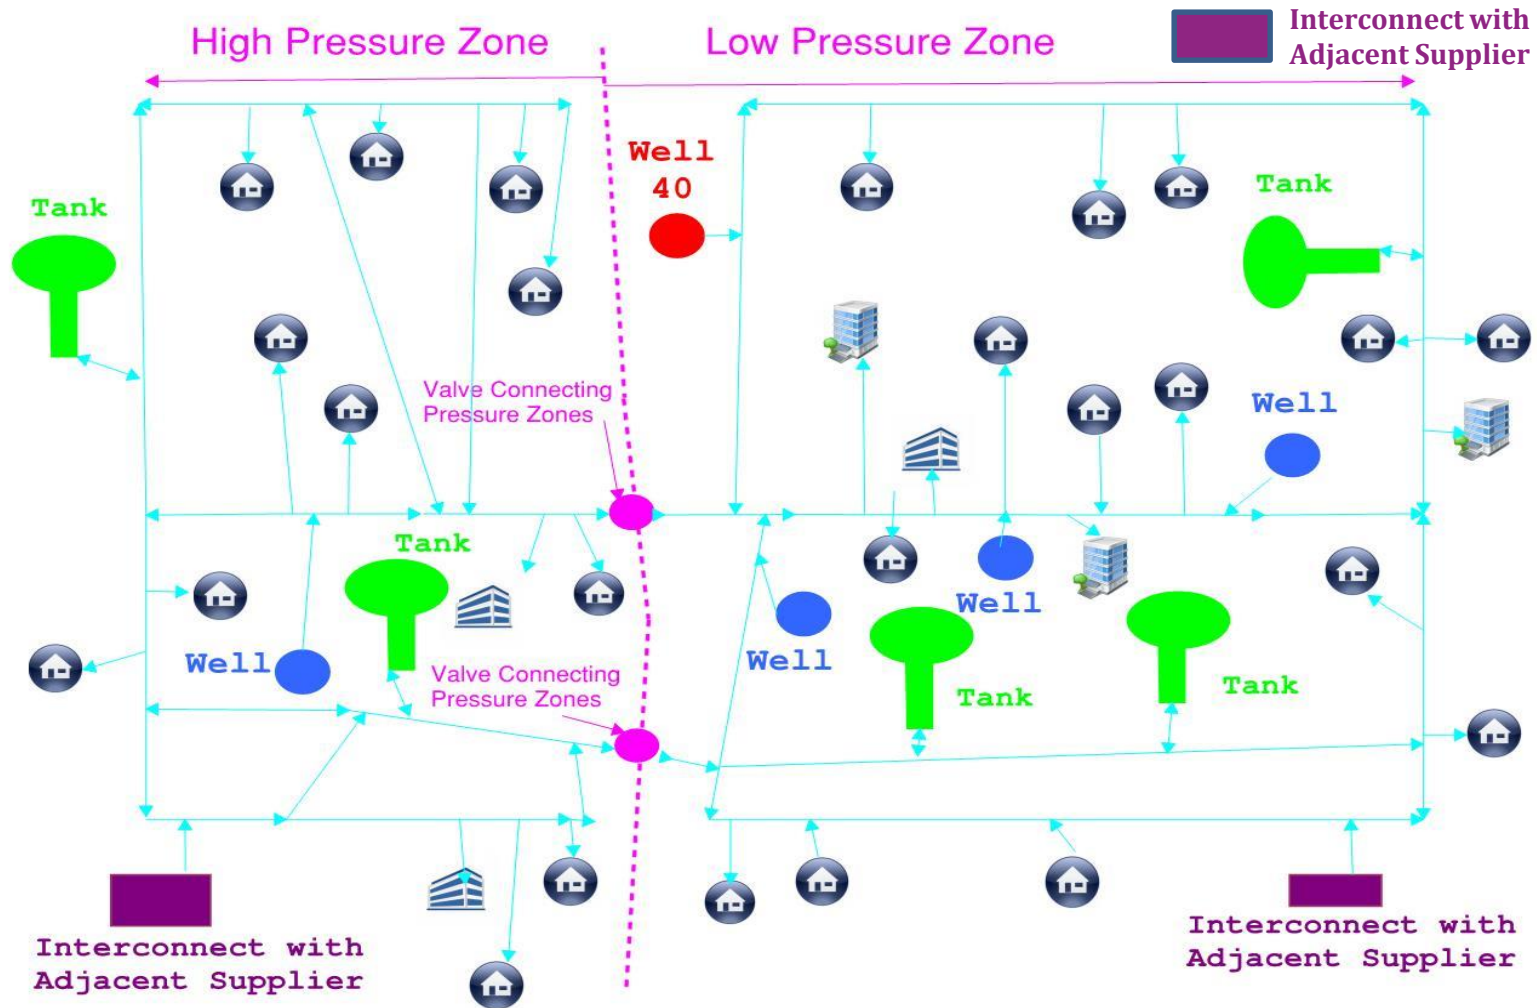 High Pressure Zone
Low Pressure Zone
Interconnect with
Adjacent Supplier
Well
40
Tank
Tank
Valve Connecting
Pressure Zones
Well
Tank
Well
Well
Well
Valve Connecting
Pressure Zones
Tank
Tank
Interconnect with
Adjacent Supplier
Interconnect with
Adjacent Supplier